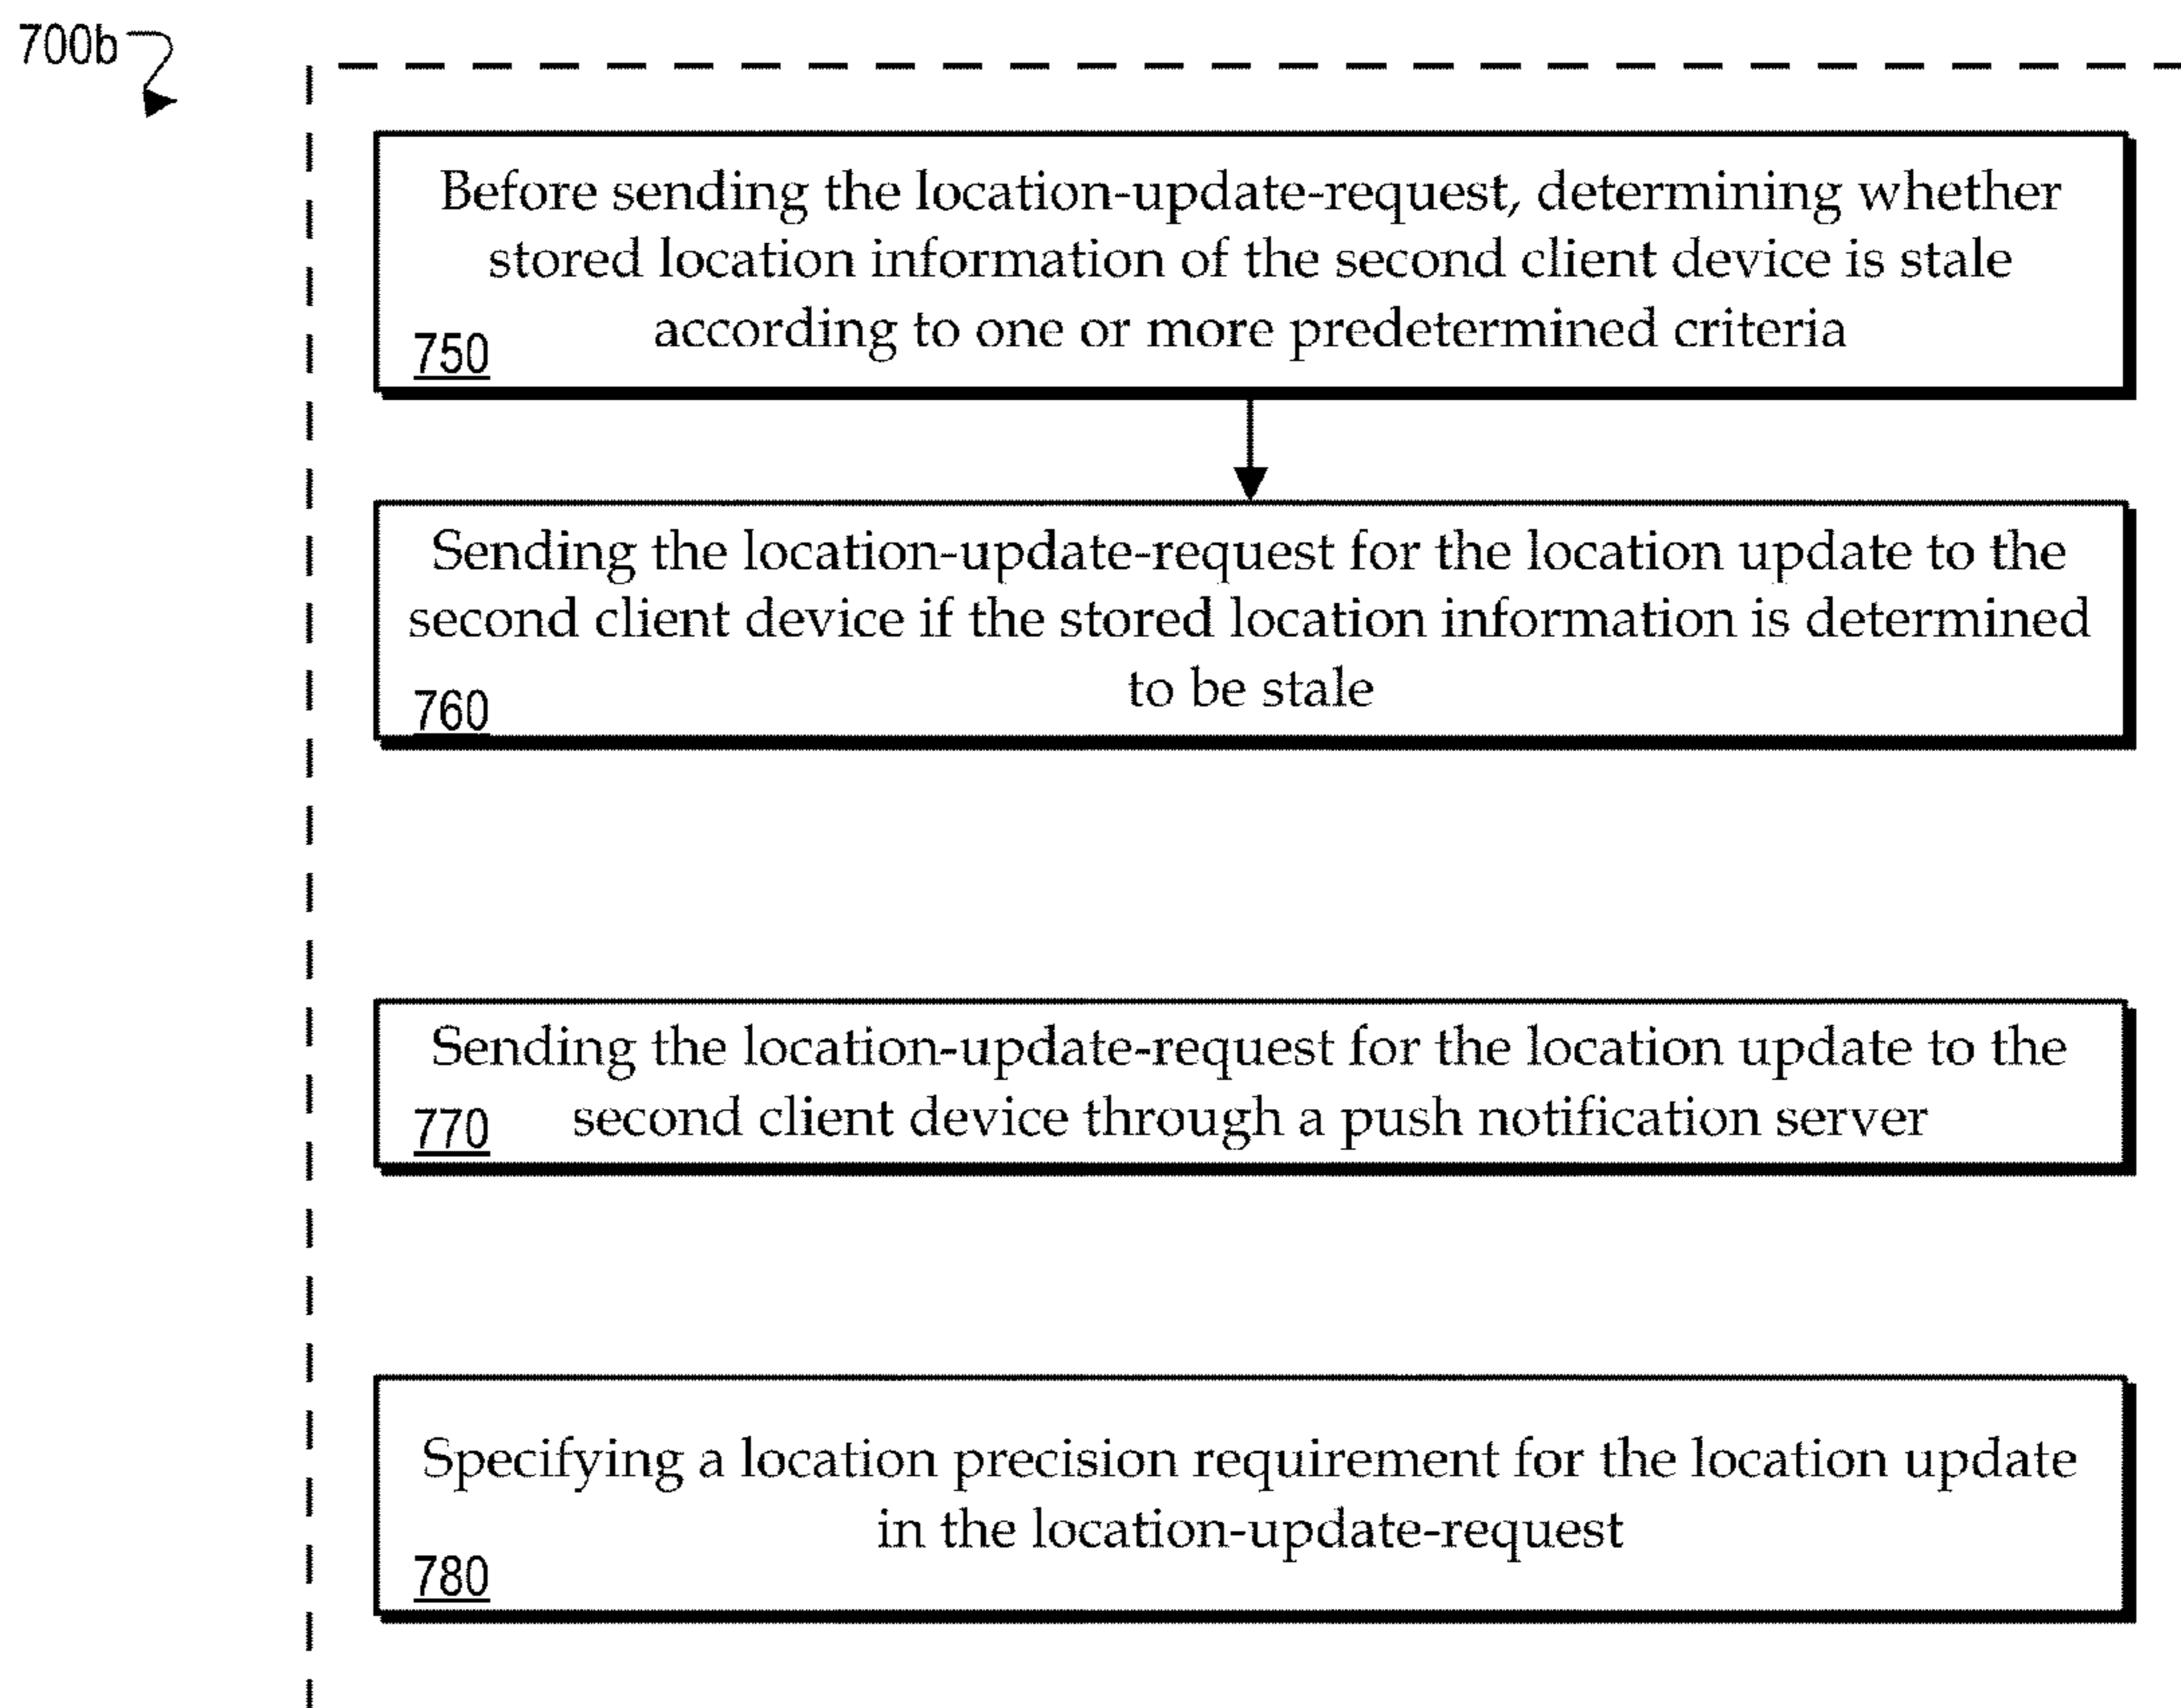 700b
Before sending the location-update-request, determining whether
stored location information of the second client device is stale
according to one or more predetermined criteria
750
Sending the location-update-request for the location update to the
second client device if the stored location information is determined
to be stale
760
Sending the location-update-request for the location update to the
second client device through a push notification server
770
Specifying a location precision requirement for the location update
in the location-update-request
780